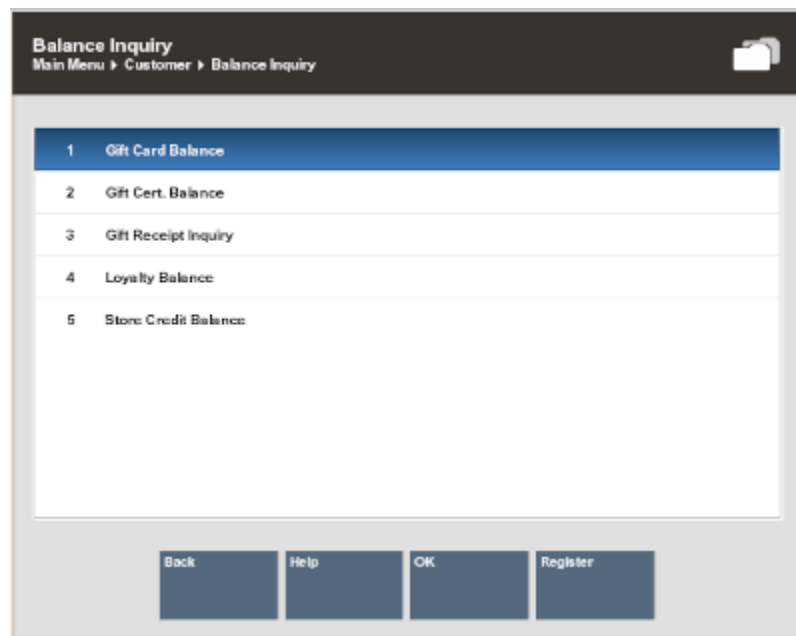 Balance Inquiry
Main Menu ▸ Customer ▸ Balance Inquiry
1 Gift Card Balance
2 Gift Cert. Balance
3 Gift Receipt Inquiry
4 Loyalty Balance
5 Store Credit Balance
Back Help OK Register